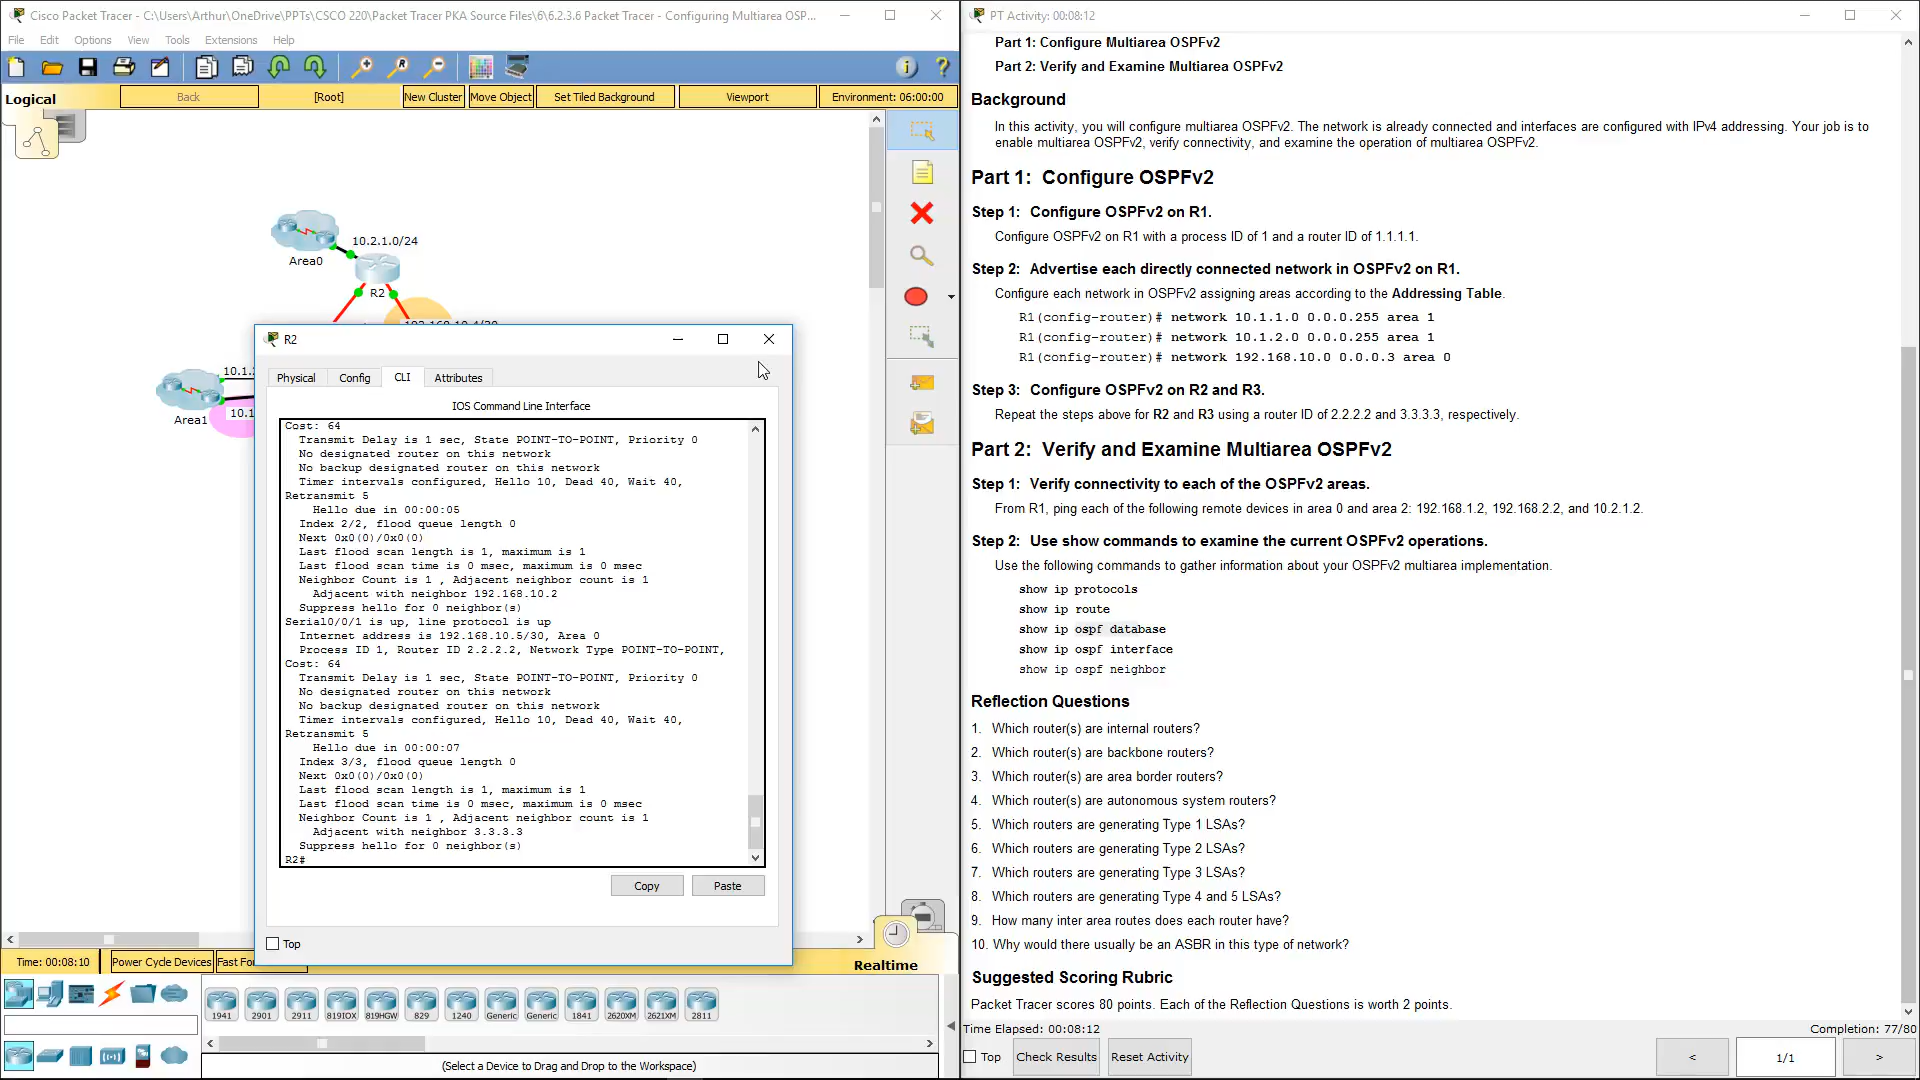 Cisco Packet Tracer - C:\Users\Arthur\OneDrive\PPTs\CSCO 220\Packet Tracer PKA Source Files\6\6.2.3.6 Packet Tracer - Configuring Multiarea OSP...
File Edit Options View Tools Extensions Help
Logical
Back
[Root]
New Cluster
Move Object
Set Tiled Background
Viewport
Environment: 06:00:00
10.2.1.0/24
Area0
R2
Area1
R2
Physical
Config
CLI
Attributes
IOS Command Line Interface
Cost: 64
Transmit Delay is 1 sec, State POINT-TO-POINT, Priority 0
No designated router on this network
No backup designated router on this network
Timer intervals configured, Hello 10, Dead 40, Wait 40,
Retransmit 5
Hello due in 00:00:05
Index 2/2, flood queue length 0
Next 0x0(0)/0x0(0)
Last flood scan length is 1, maximum is 1
Last flood scan time is 0 msec, maximum is 0 msec
Neighbor Count is 1 , Adjacent neighbor count is 1
Adjacent with neighbor 192.168.10.2
Suppress hello for 0 neighbor(s)
Serial0/0/1 is up, line protocol is up
Internet address is 192.168.10.5/30, Area 0
Process ID 1, Router ID 2.2.2.2, Network Type POINT-TO-POINT,
Cost: 64
Transmit Delay is 1 sec, State POINT-TO-POINT, Priority 0
No designated router on this network
No backup designated router on this network
Timer intervals configured, Hello 10, Dead 40, Wait 40,
Retransmit 5
Hello due in 00:00:07
Index 3/3, flood queue length 0
Next 0x0(0)/0x0(0)
Last flood scan length is 1, maximum is 1
Last flood scan time is 0 msec, maximum is 0 msec
Neighbor Count is 1 , Adjacent neighbor count is 1
Adjacent with neighbor 3.3.3.3
Suppress hello for 0 neighbor(s)
R2#
Copy
Paste
Top
Time: 00:08:10
Power Cycle Devices
Fast Fo
Realtime
1941 2901 2911 819IOX 819HGW 829 1240 Generic Generic 1841 2620XM 2621XM 2811
(Select a Device to Drag and Drop to the Workspace)
PT Activity: 00:08:12
Part 1: Configure Multiarea OSPFv2
Part 2: Verify and Examine Multiarea OSPFv2
Background
In this activity, you will configure multiarea OSPFv2. The network is already connected and interfaces are configured with IPv4 addressing. Your job is to
enable multiarea OSPFv2, verify connectivity, and examine the operation of multiarea OSPFv2.
Part 1: Configure OSPFv2
Step 1: Configure OSPFv2 on R1.
Configure OSPFv2 on R1 with a process ID of 1 and a router ID of 1.1.1.1.
Step 2: Advertise each directly connected network in OSPFv2 on R1.
Configure each network in OSPFv2 assigning areas according to the Addressing Table.
R1(config-router)# network 10.1.1.0 0.0.0.255 area 1
R1(config-router)# network 10.1.2.0 0.0.0.255 area 1
R1(config-router)# network 192.168.10.0 0.0.0.3 area 0
Step 3: Configure OSPFv2 on R2 and R3.
Repeat the steps above for R2 and R3 using a router ID of 2.2.2.2 and 3.3.3.3, respectively.
Part 2: Verify and Examine Multiarea OSPFv2
Step 1: Verify connectivity to each of the OSPFv2 areas.
From R1, ping each of the following remote devices in area 0 and area 2: 192.168.1.2, 192.168.2.2, and 10.2.1.2.
Step 2: Use show commands to examine the current OSPFv2 operations.
Use the following commands to gather information about your OSPFv2 multiarea implementation.
show ip protocols
show ip route
show ip ospf database
show ip ospf interface
show ip ospf neighbor
Reflection Questions
1. Which router(s) are internal routers?
2. Which router(s) are backbone routers?
3. Which router(s) are area border routers?
4. Which router(s) are autonomous system routers?
5. Which routers are generating Type 1 LSAs?
6. Which routers are generating Type 2 LSAs?
7. Which routers are generating Type 3 LSAs?
8. Which routers are generating Type 4 and 5 LSAs?
9. How many inter area routes does each router have?
10. Why would there usually be an ASBR in this type of network?
Suggested Scoring Rubric
Packet Tracer scores 80 points. Each of the Reflection Questions is worth 2 points.
Time Elapsed: 00:08:12
Completion: 77/80
Top
Check Results
Reset Activity
<
1/1
>